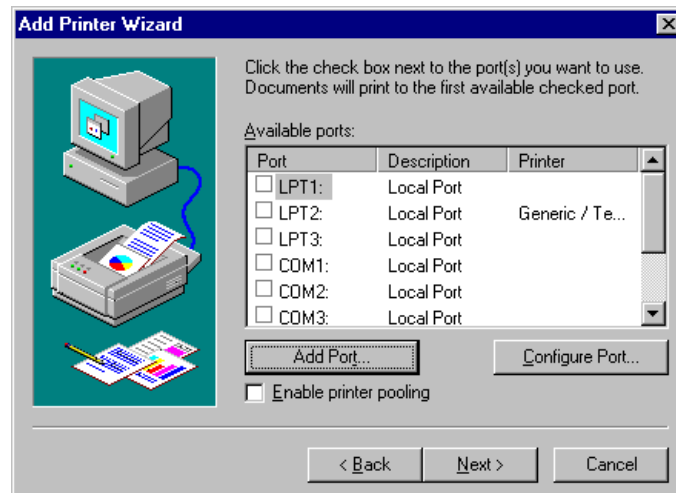 Add Printer Wizard
Click the check box next to the port(s) you want to use.
Documents will print to the first available checked port.
Available ports:
Port Description Printer
LPT1: Local Port
LPT2: Local Port Generic / Te...
LPT3: Local Port
COM1: Local Port
COM2: Local Port
COM3: Local Port
Add Port... Configure Port...
Enable printer pooling
< Back Next > Cancel